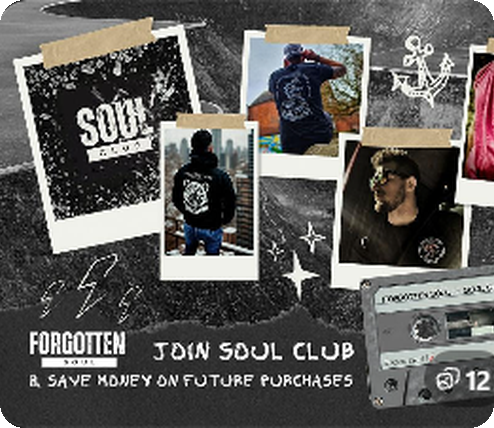 SOUL
CLUB
FORGOTTEN
SOUL
JOIN SOUL CLUB
& SAVE MONEY ON FUTURE PURCHASES
12